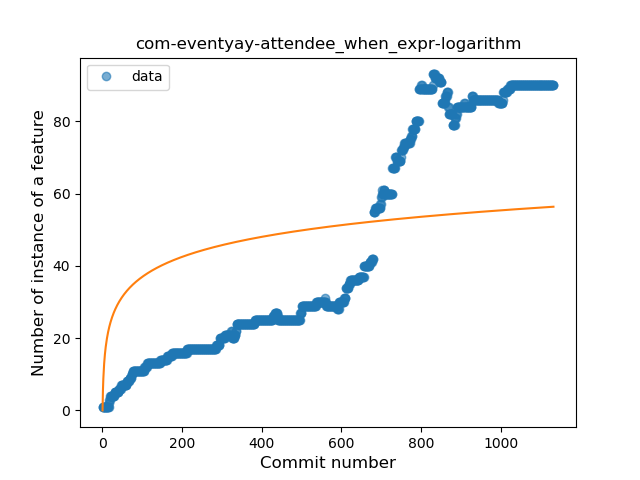 com-eventyay-attendee_when_expr-logarithm
data
Number of instance of a feature
80
60
40
20
0
0 200 400 600 800 1000
Commit number